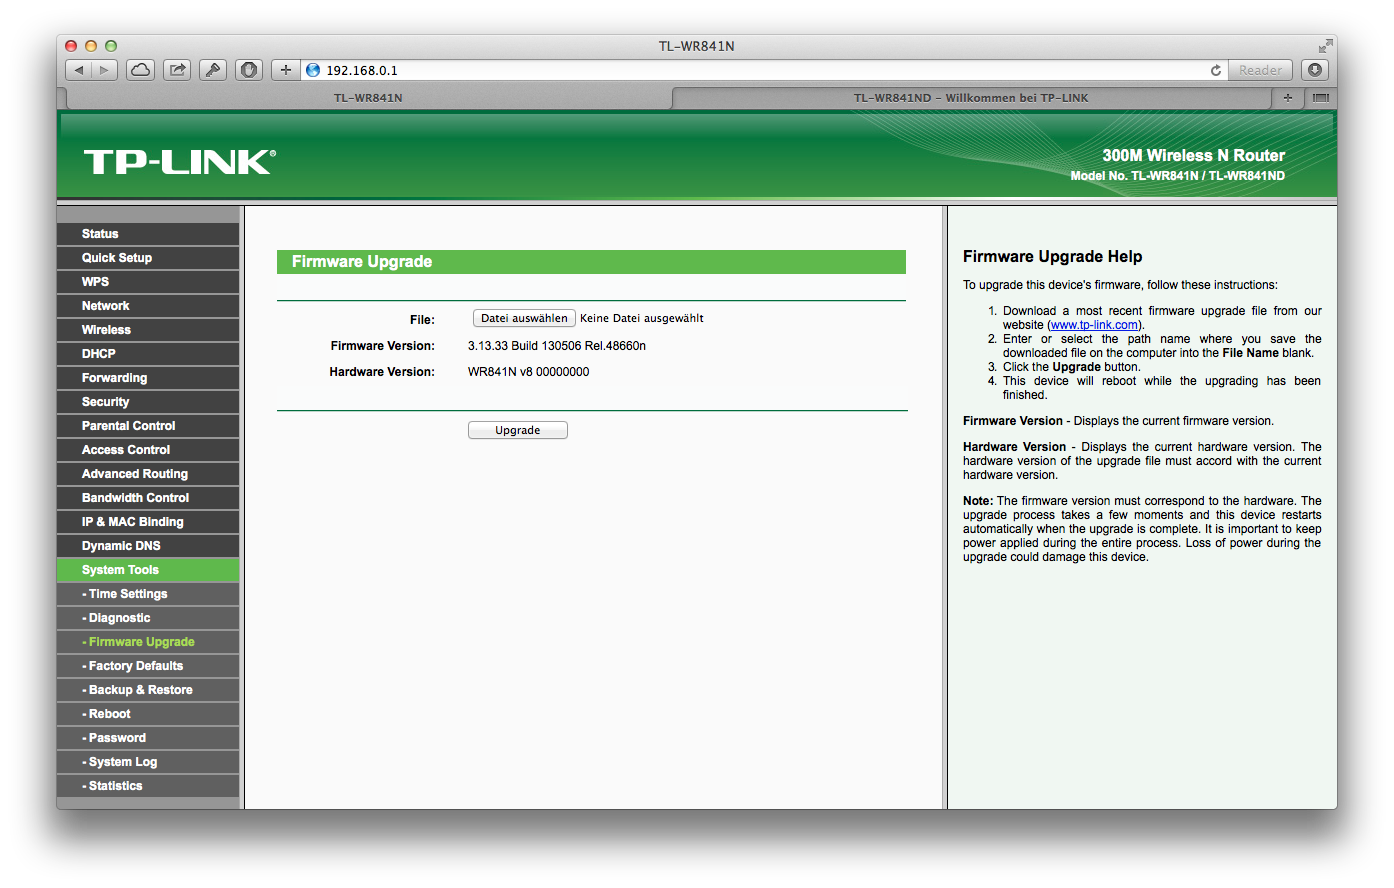 TL-WR841N
192.168.0.1
Reader
TL-WR841N
TL-WR841ND - Willkommen bei TP-LINK
TP-LINK®
300M Wireless N Router
Model No. TL-WR841N / TL-WR841ND
Status
Quick Setup
WPS
Network
Wireless
DHCP
Forwarding
Security
Parental Control
Access Control
Advanced Routing
Bandwidth Control
IP & MAC Binding
Dynamic DNS
System Tools
- Time Settings
- Diagnostic
- Firmware Upgrade
- Factory Defaults
- Backup & Restore
- Reboot
- Password
- System Log
- Statistics
Firmware Upgrade
File: Datei auswählen Keine Datei ausgewählt
Firmware Version: 3.13.33 Build 130506 Rel.48660n
Hardware Version: WR841N v8 00000000
Upgrade
Firmware Upgrade Help
To upgrade this device's firmware, follow these instructions:
1. Download a most recent firmware upgrade file from our
website (www.tp-link.com).
2. Enter or select the path name where you save the
downloaded file on the computer into the File Name blank.
3. Click the Upgrade button.
4. This device will reboot while the upgrading has been
finished.
Firmware Version - Displays the current firmware version.
Hardware Version - Displays the current hardware version. The
hardware version of the upgrade file must accord with the current
hardware version.
Note: The firmware version must correspond to the hardware. The
upgrade process takes a few moments and this device restarts
automatically when the upgrade is complete. It is important to keep
power applied during the entire process. Loss of power during the
upgrade could damage this device.